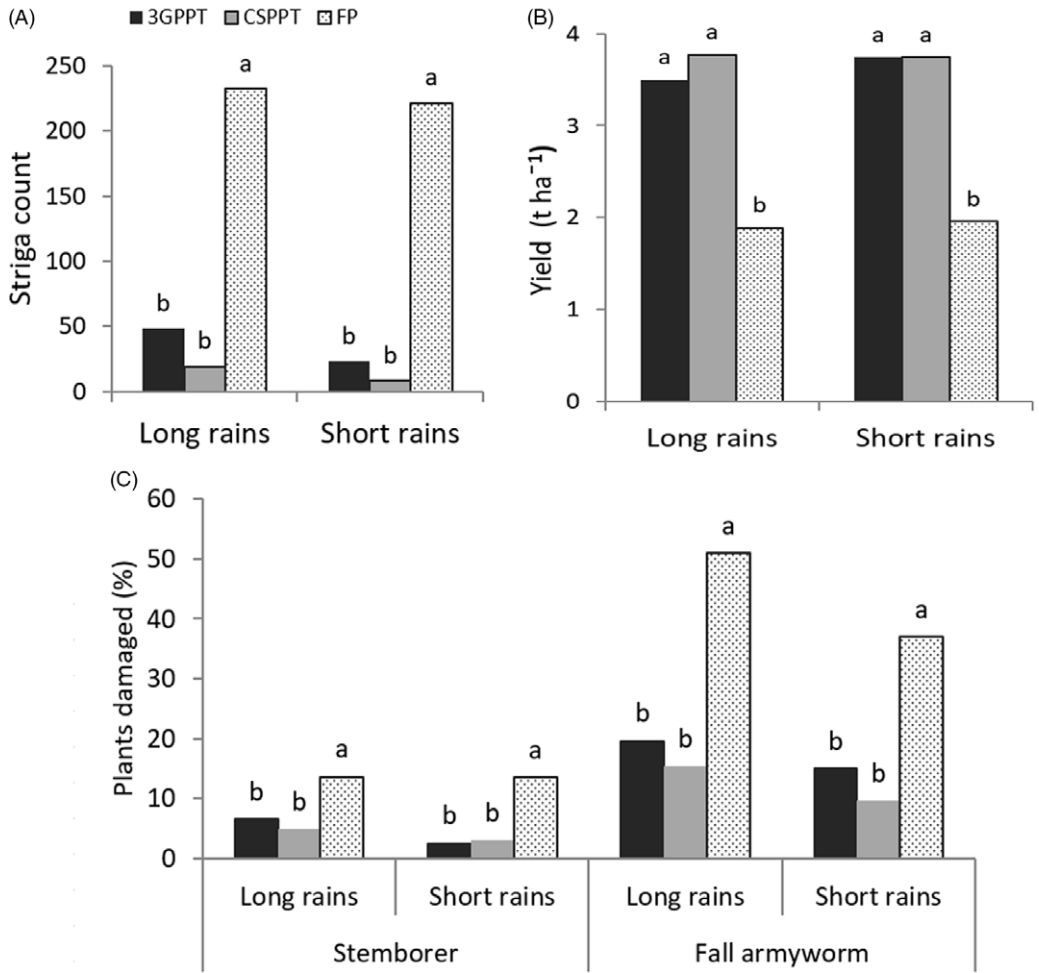 (A)
3GPPT CSPPT FP
Striga count
250
200
150
100
50
0
a
a
b
b
b
b
Long rains Short rains
(B)
Yield (t ha⁻¹)
4
3
2
1
0
a
a
a
a
b
b
Long rains Short rains
(C)
Plants damaged (%)
60
50
40
30
20
10
0
b b a
b b a
b b a
b b a
Long rains Short rains Long rains Short rains
Stemborer Fall armyworm